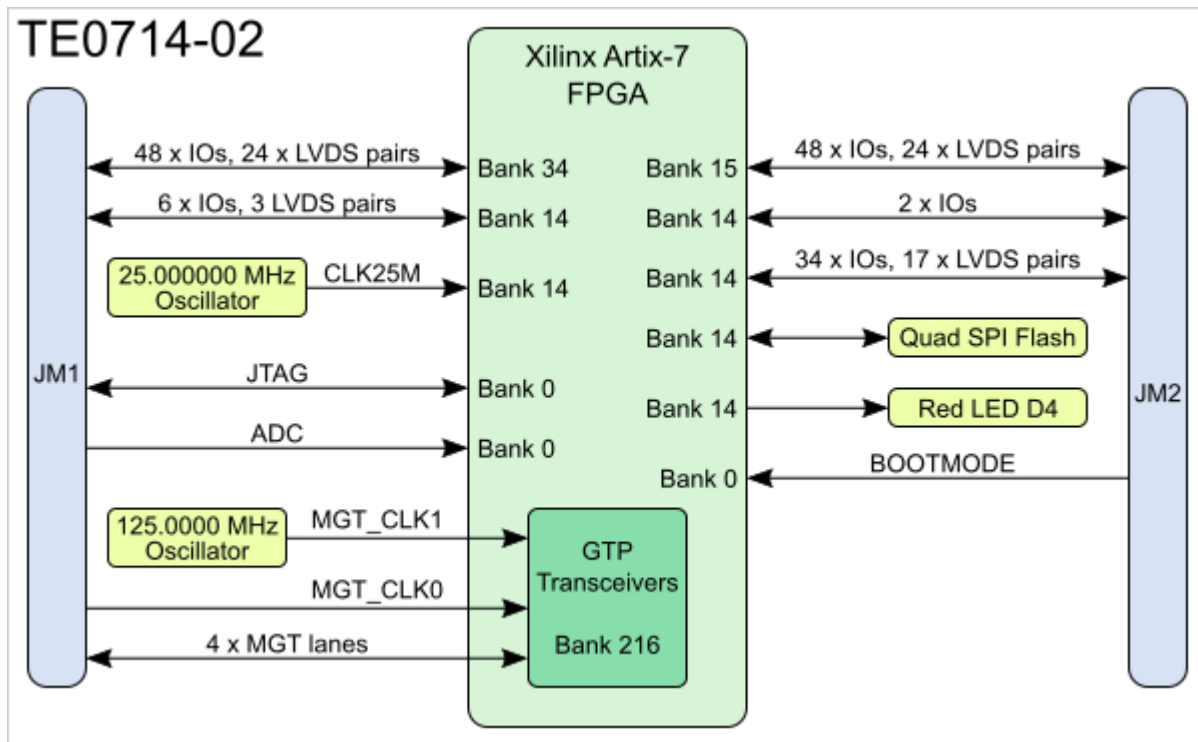 TE0714-02
Xilinx Artix-7
FPGA
JM1
48 x IOs, 24 x LVDS pairs
Bank 34
6 x IOs, 3 LVDS pairs
Bank 14
25.000000 MHz
Oscillator
CLK25M
Bank 14
JTAG
Bank 0
ADC
Bank 0
125.0000 MHz
Oscillator
MGT_CLK1
MGT_CLK0
4 x MGT lanes
GTP
Transceivers
Bank 216
Bank 15
48 x IOs, 24 x LVDS pairs
Bank 14
2 x IOs
Bank 14
34 x IOs, 17 x LVDS pairs
Bank 14
Quad SPI Flash
Bank 14
Red LED D4
Bank 0
BOOTMODE
JM2